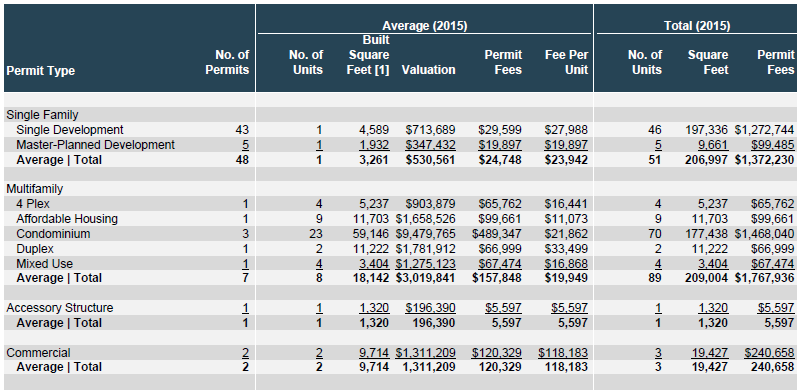 Average (2015) Total (2015)
Built
No. of No. of Square Permit Fee Per No. of Square Permit
Permit Type Permits Units Feet [1] Valuation Fees Unit Units Feet Fees
Single Family
Single Development 43 1 4,589 $713,689 $29,599 $27,988 46 197,336 $1,272,744
Master-Planned Development 5 1 1,932 $347,432 $19,897 $19,897 5 9,661 $99,485
Average | Total 48 1 3,261 $530,561 $24,748 $23,942 51 206,997 $1,372,230
Multifamily
4 Plex 1 4 5,237 $903,879 $65,762 $16,441 4 5,237 $65,762
Affordable Housing 1 9 11,703 $1,658,526 $99,661 $11,073 9 11,703 $99,661
Condominium 3 23 59,146 $9,479,765 $489,347 $21,862 70 177,438 $1,468,040
Duplex 1 2 11,222 $1,781,912 $66,999 $33,499 2 11,222 $66,999
Mixed Use 1 4 3,404 $1,275,123 $67,474 $16,868 4 3,404 $67,474
Average | Total 7 8 18,142 $3,019,841 $157,848 $19,949 89 209,004 $1,767,936
Accessory Structure 1 1 1,320 $196,390 $5,597 $5,597 1 1,320 $5,597
Average | Total 1 1 1,320 196,390 5,597 5,597 1 1,320 5,597
Commercial 2 2 9,714 $1,311,209 $120,329 $118,183 3 19,427 $240,658
Average | Total 2 2 9,714 1,311,209 120,329 118,183 3 19,427 240,658